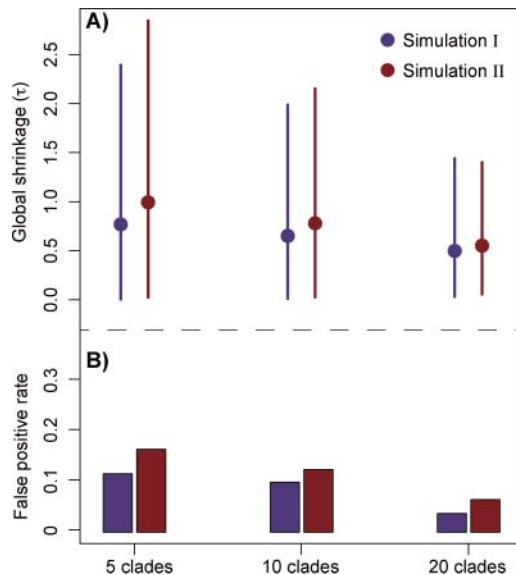 A)
Simulation I
Simulation II
Global shrinkage (τ)
2.5
2.0
1.5
1.0
0.5
0.0
B)
False positive rate
0.3
0.2
0.1
0
5 clades
10 clades
20 clades